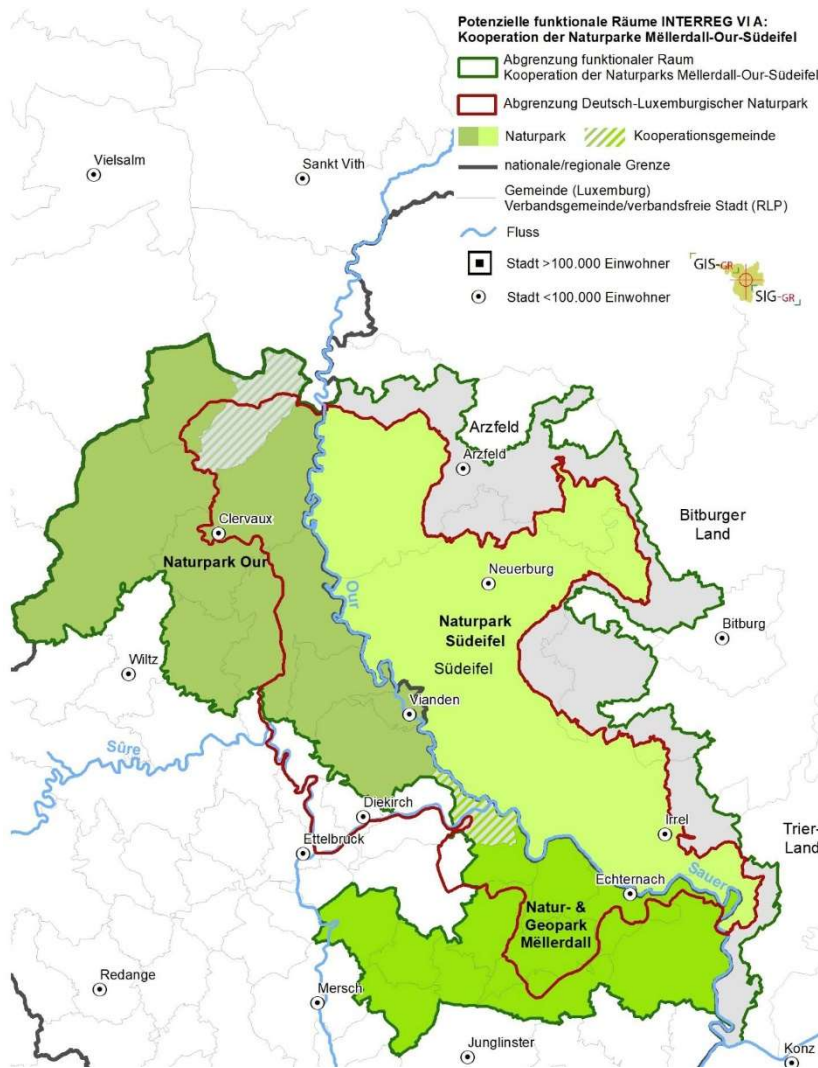 Potenzielle funktionale Räume INTERREG VI A:
Kooperation der Naturparke Mëllerdall-Our-Südeifel
Abgrenzung funktionaler Raum
Kooperation der Naturparks Mëllerdall-Our-Südeifel
Abgrenzung Deutsch-Luxemburgischer Naturpark
Naturpark
Kooperationsgemeinde
nationale/regionale Grenze
Gemeinde (Luxemburg)
Verbandsgemeinde/verbandsfreie Stadt (RLP)
Fluss
Stadt >100.000 Einwohner
Stadt <100.000 Einwohner
GIS-GR
SIG-GR
Vielsalm
Sankt Vith
Arzfeld
Arzfeld
Bitburger
Land
Clervaux
Naturpark Our
Our
Neuerburg
Naturpark
Südeifel
Südeifel
Bitburg
Wiltz
Vianden
Sûre
Diekirch
Ettelbruck
Irrel
Trier-
Land
Echternach
Sauer
Natur- &
Geopark
Mëllerdall
Redange
Mersch
Junglinster
Konz